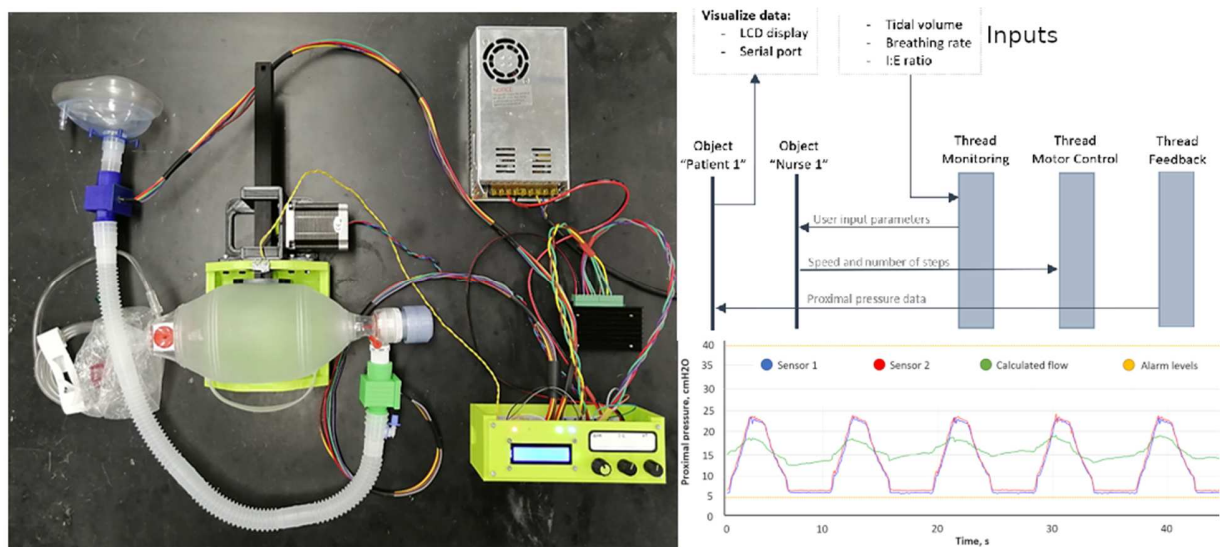 Visualize data:
- LCD display
- Serial port
- Tidal volume
- Breathing rate
- I:E ratio
Inputs
Object
"Patient 1"
Object
"Nurse 1"
Thread
Monitoring
Thread
Motor Control
Thread
Feedback
User input parameters
Speed and number of steps
Proximal pressure data
Sensor 1
Sensor 2
Calculated flow
Alarm levels
Proximal pressure, cmH2O
40
35
30
25
20
15
10
5
0
0
10
20
30
40
Time, s